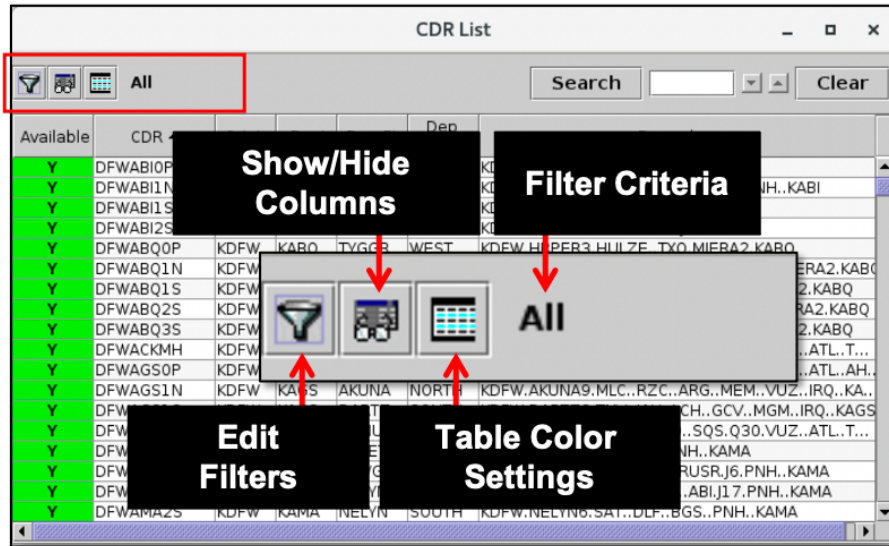 CDR List
All Search Clear
Available CDR Dep
Show/Hide
Columns
Filter Criteria
Y DFWABI0P
Y DFWABI1N NH..KABI
Y DFWABI1S
Y DFWABI2S
Y DFWABQ0P KDFW KABQ TYGGR WEST KDFW.HRPER3.HULZE..TXO.MIERA2.KABQ
Y DFWABQ1N KDFW ERA2.KABQ
Y DFWABQ1S KDFW 2.KABQ
Y DFWABQ2S KDFW RA2.KABQ
Y DFWABQ3S KDFW 2.KABQ
All
Y DFWACKMH KDFW ..ATL..T...
Y DFWAGS0P KDFW ..ATL..AH..
Y DFWAGS1N KDFW KAGS AKUNA NORTH KDFW.AKUNA9.MLC..RZC..ARG..MEM..VUZ..IRQ..KA..
Y CH..GCV..MGM..IRQ..KAGS
Edit
Filters
Table Color
Settings
Y ..SQS.Q30.VUZ..ATL..T...
Y DFW NH..KAMA
Y DFW RUSR.J6.PNH..KAMA
Y DFW .ABI.J17.PNH..KAMA
Y DFWAMA2S KDFW KAMA NELYN SOUTH KDFW.NELYN6.SAT..DLF..BGS..PNH..KAMA